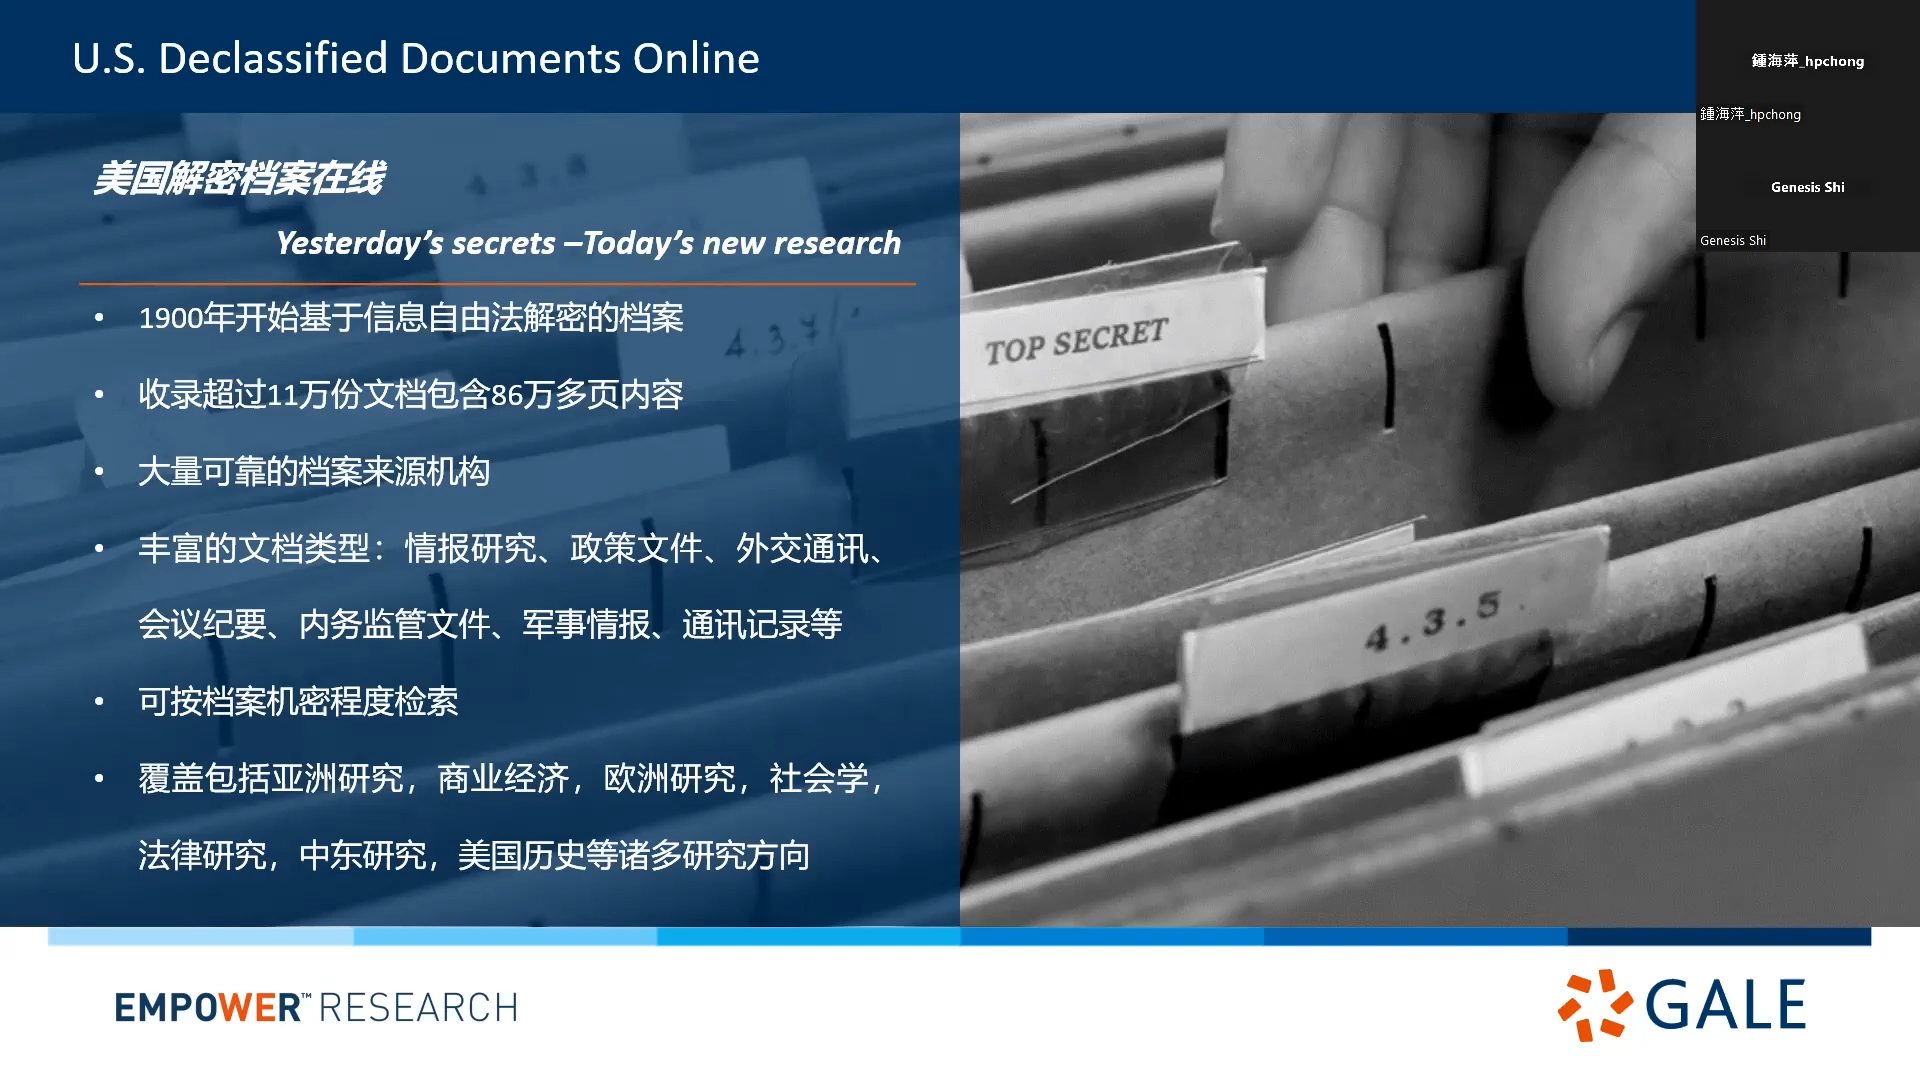 U.S. Declassified Documents Online
鍾海萍_hpchong
鍾海萍_hpchong
Genesis Shi
Genesis Shi
美国解密档案在线
Yesterday’s secrets –Today’s new research
• 1900年开始基于信息自由法解密的档案
• 收录超过11万份文档包含86万多页内容
• 大量可靠的档案来源机构
• 丰富的文档类型：情报研究、政策文件、外交通讯、
会议纪要、内务监管文件、军事情报、通讯记录等
• 可按档案机密程度检索
• 覆盖包括亚洲研究，商业经济，欧洲研究，社会学，
法律研究，中东研究，美国历史等诸多研究方向
4.3.6
4.3.7
TOP SECRET
4.3.5
EMPOWER™ RESEARCH
GALE